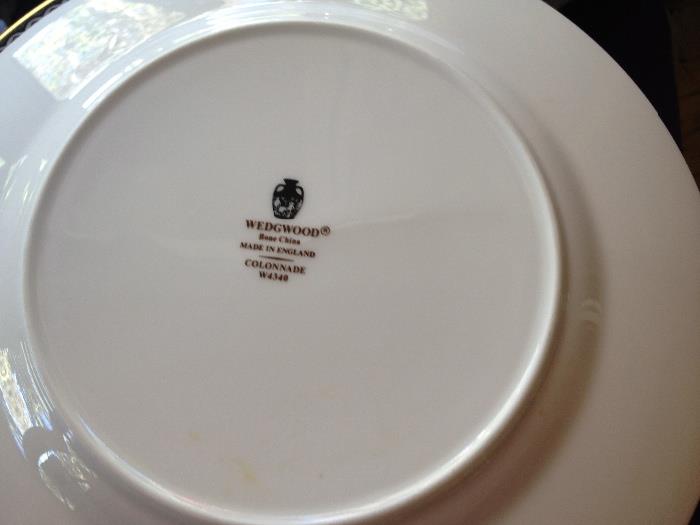 WEDGWOOD®
Bone China
MADE IN ENGLAND
COLONNADE
W4340